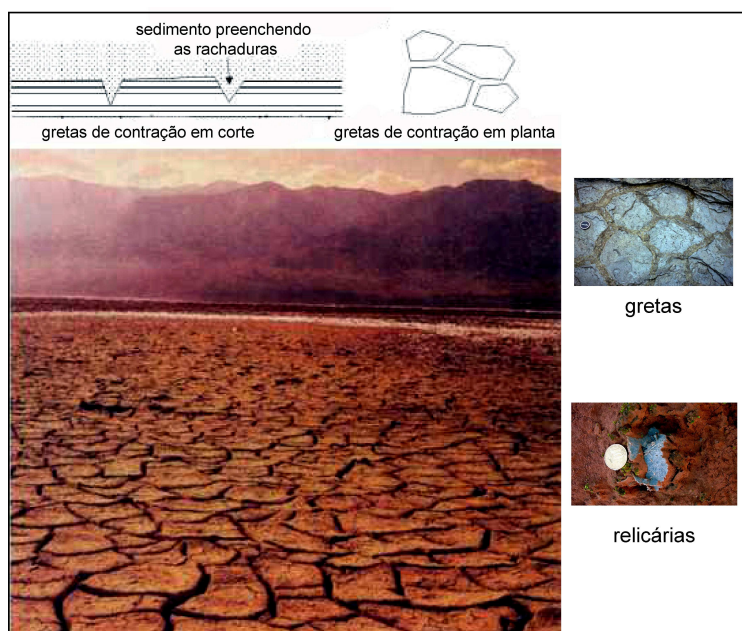 sedimento preenchendo
as rachaduras
gretas de contração em corte
gretas de contração em planta
gretas
relicárias